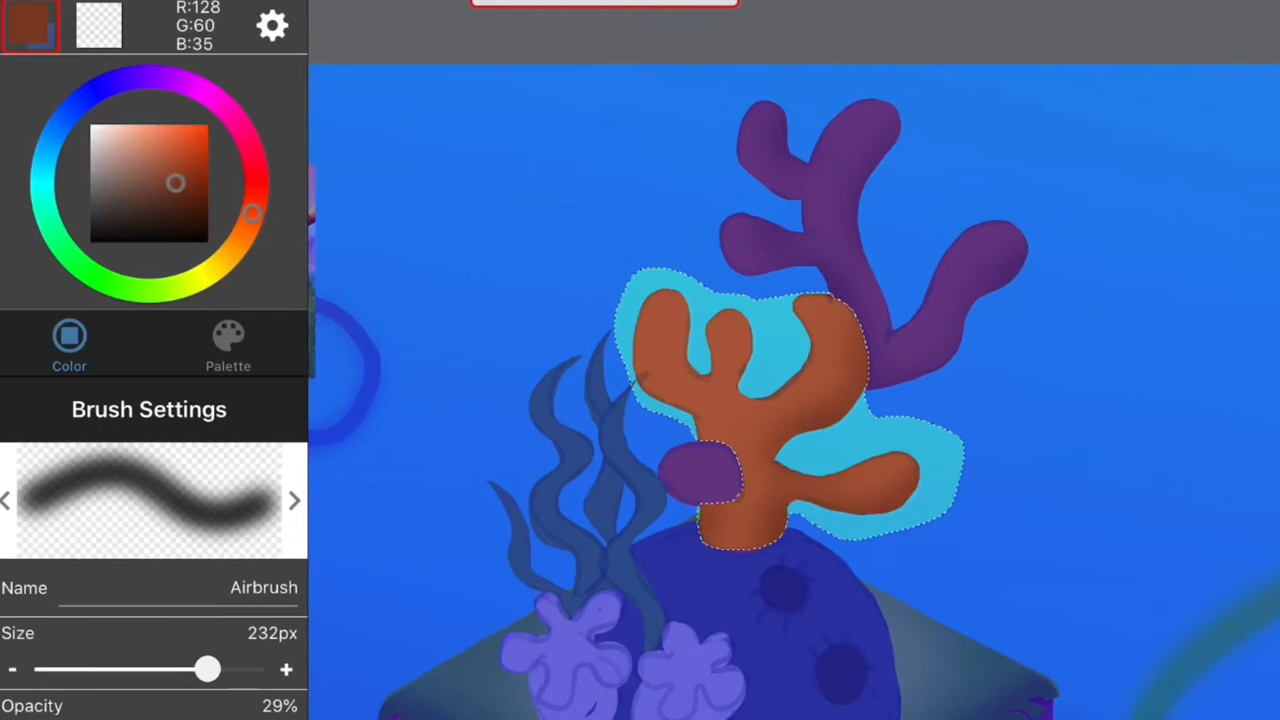 R:128
G:60
B:35
Color
Palette
Brush Settings
Name Airbrush
Size 232px
- +
Opacity 29%